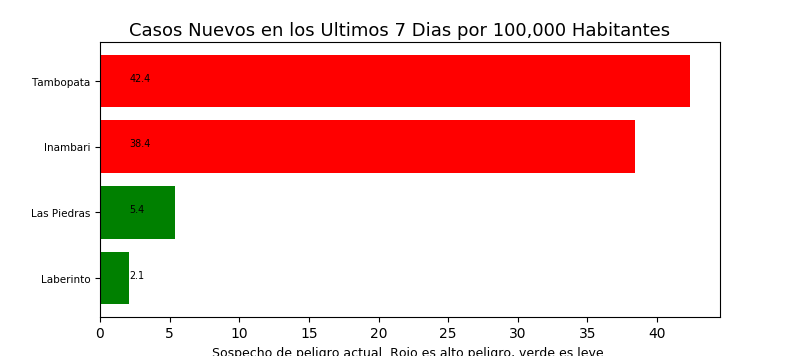 Casos Nuevos en los Ultimos 7 Dias por 100,000 Habitantes
Tambopata 42.4
Inambari 38.4
Las Piedras 5.4
Laberinto 2.1
0 5 10 15 20 25 30 35 40
Sospecho de peligro actual. Rojo es alto peligro, verde es leve